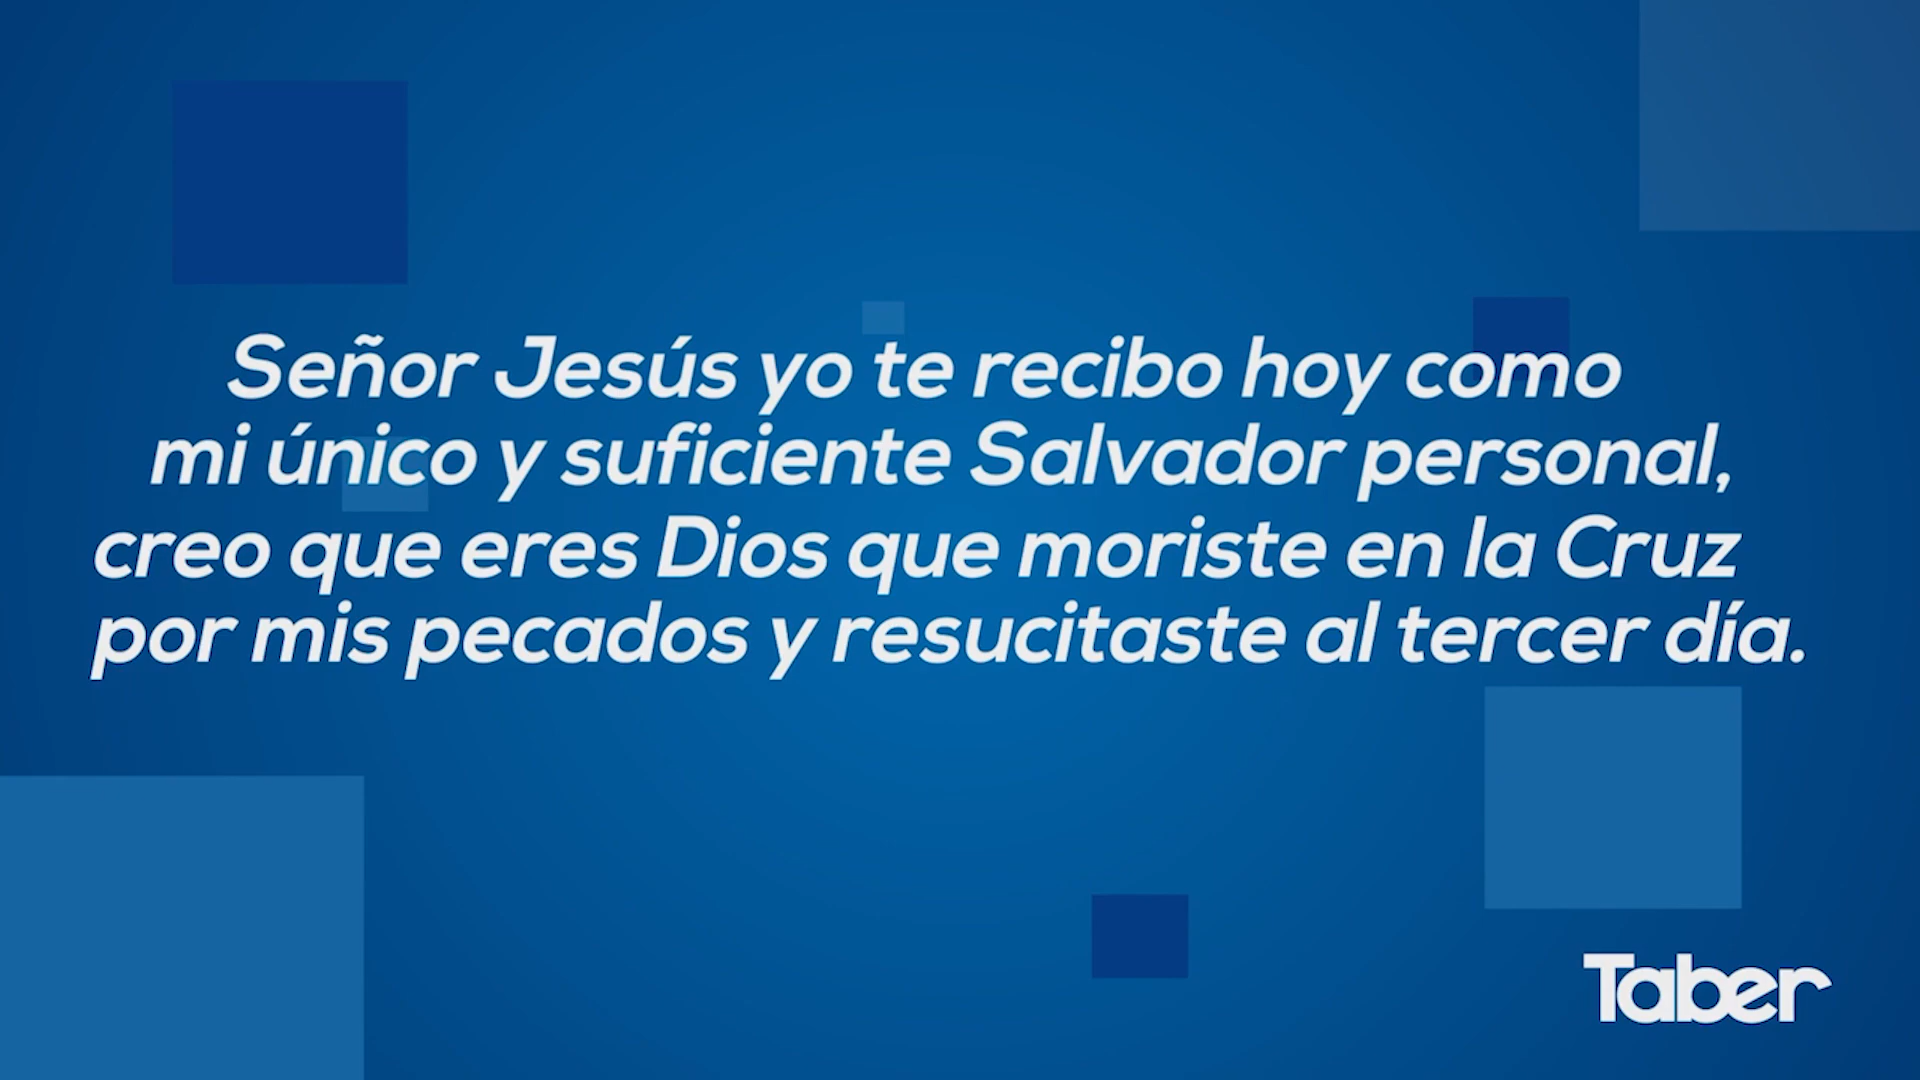 Señor Jesús yo te recibo hoy como
mi único y suficiente Salvador personal,
creo que eres Dios que moriste en la Cruz
por mis pecados y resucitaste al tercer día.
Taber